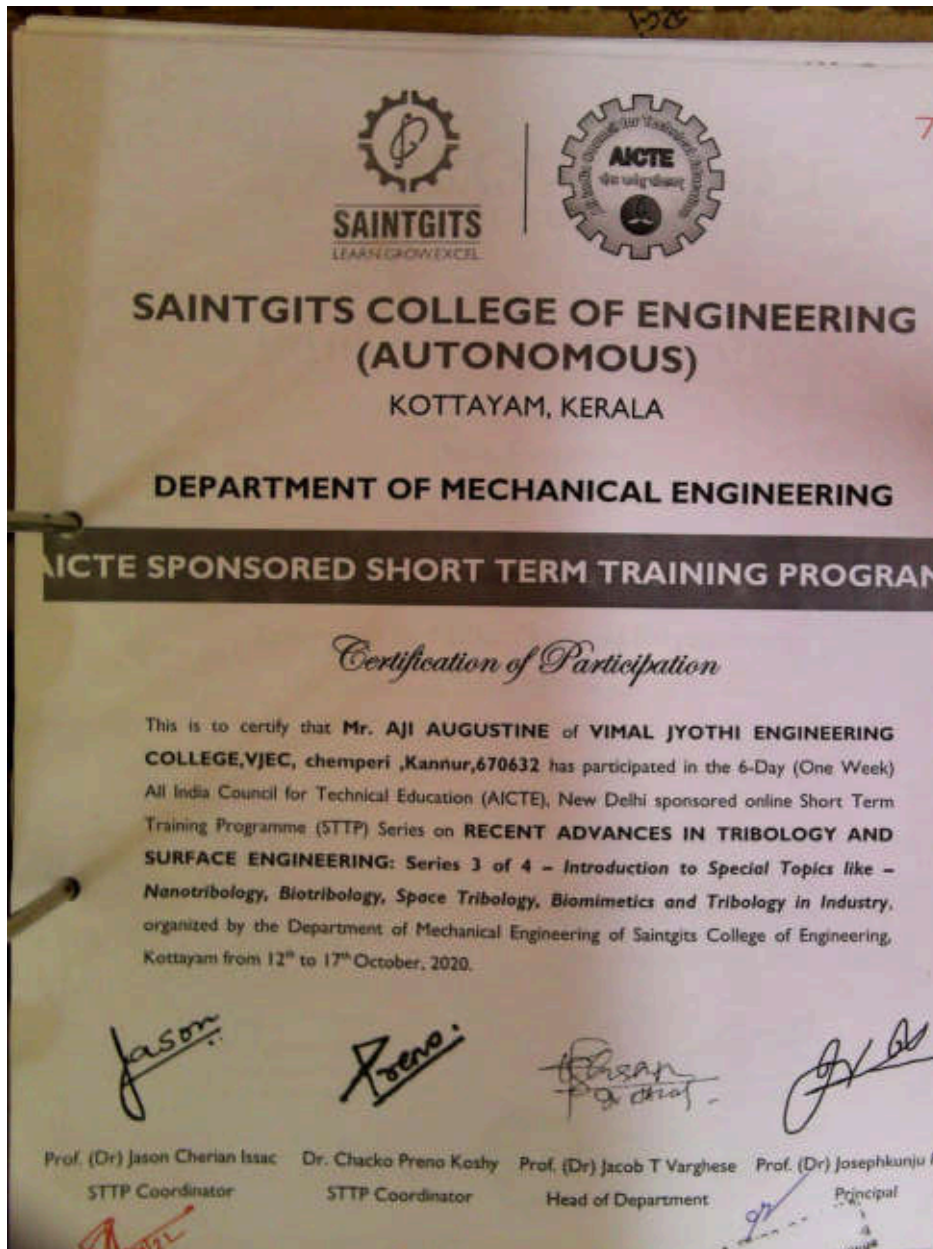 7
AICTE
SAINTGITS
LEARN.GROW.EXCEL
SAINTGITS COLLEGE OF ENGINEERING
(AUTONOMOUS)
KOTTAYAM, KERALA
DEPARTMENT OF MECHANICAL ENGINEERING
AICTE SPONSORED SHORT TERM TRAINING PROGRAM
Certification of Participation
This is to certify that Mr. AJI AUGUSTINE of VIMAL JYOTHI ENGINEERING
COLLEGE,VJEC, chemperi ,Kannur,670632 has participated in the 6-Day (One Week)
All India Council for Technical Education (AICTE), New Delhi sponsored online Short Term
Training Programme (STTP) Series on RECENT ADVANCES IN TRIBOLOGY AND
SURFACE ENGINEERING: Series 3 of 4 – Introduction to Special Topics like –
Nanotribology, Biotribology, Space Tribology, Biomimetics and Tribology in Industry,
organized by the Department of Mechanical Engineering of Saintgits College of Engineering,
Kottayam from 12th to 17th October, 2020.
Jason
Preno
Prof. (Dr) Jason Cherian Issac Dr. Chacko Preno Koshy Prof. (Dr) Jacob T Varghese Prof. (Dr) Josephkunju
STTP Coordinator STTP Coordinator Head of Department Principal